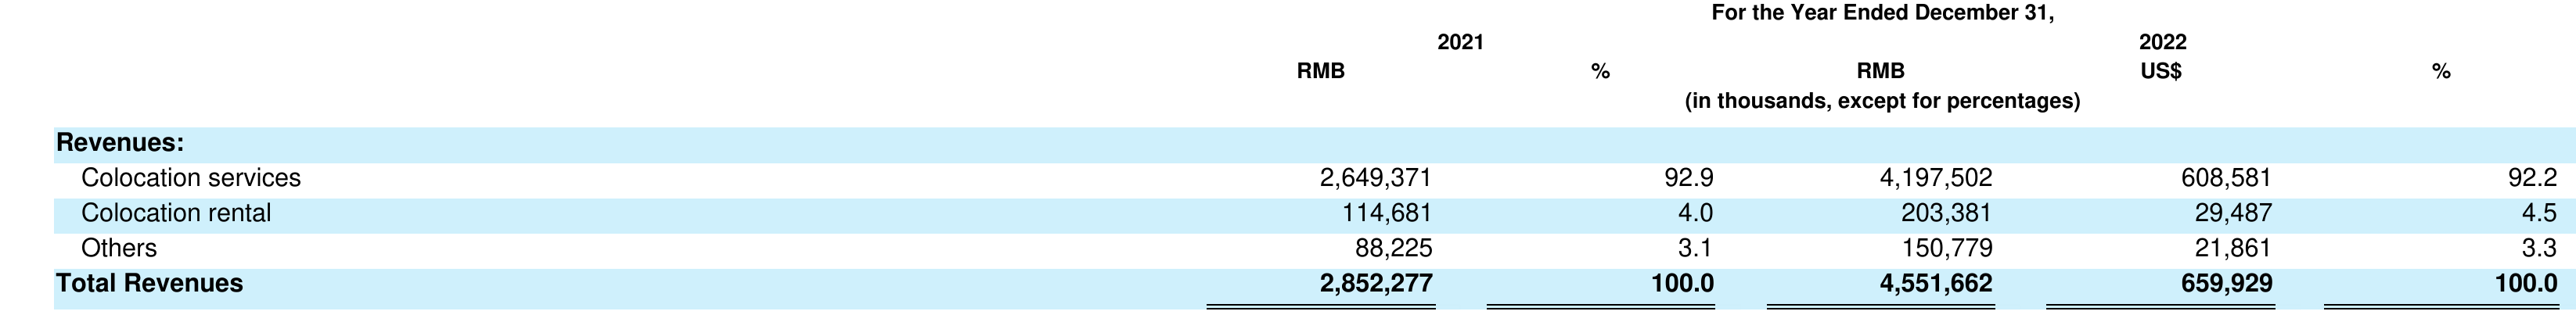 For the Year Ended December 31,
2021 2022
RMB % RMB US$ %
(in thousands, except for percentages)
Revenues:
Colocation services 2,649,371 92.9 4,197,502 608,581 92.2
Colocation rental 114,681 4.0 203,381 29,487 4.5
Others 88,225 3.1 150,779 21,861 3.3
Total Revenues 2,852,277 100.0 4,551,662 659,929 100.0